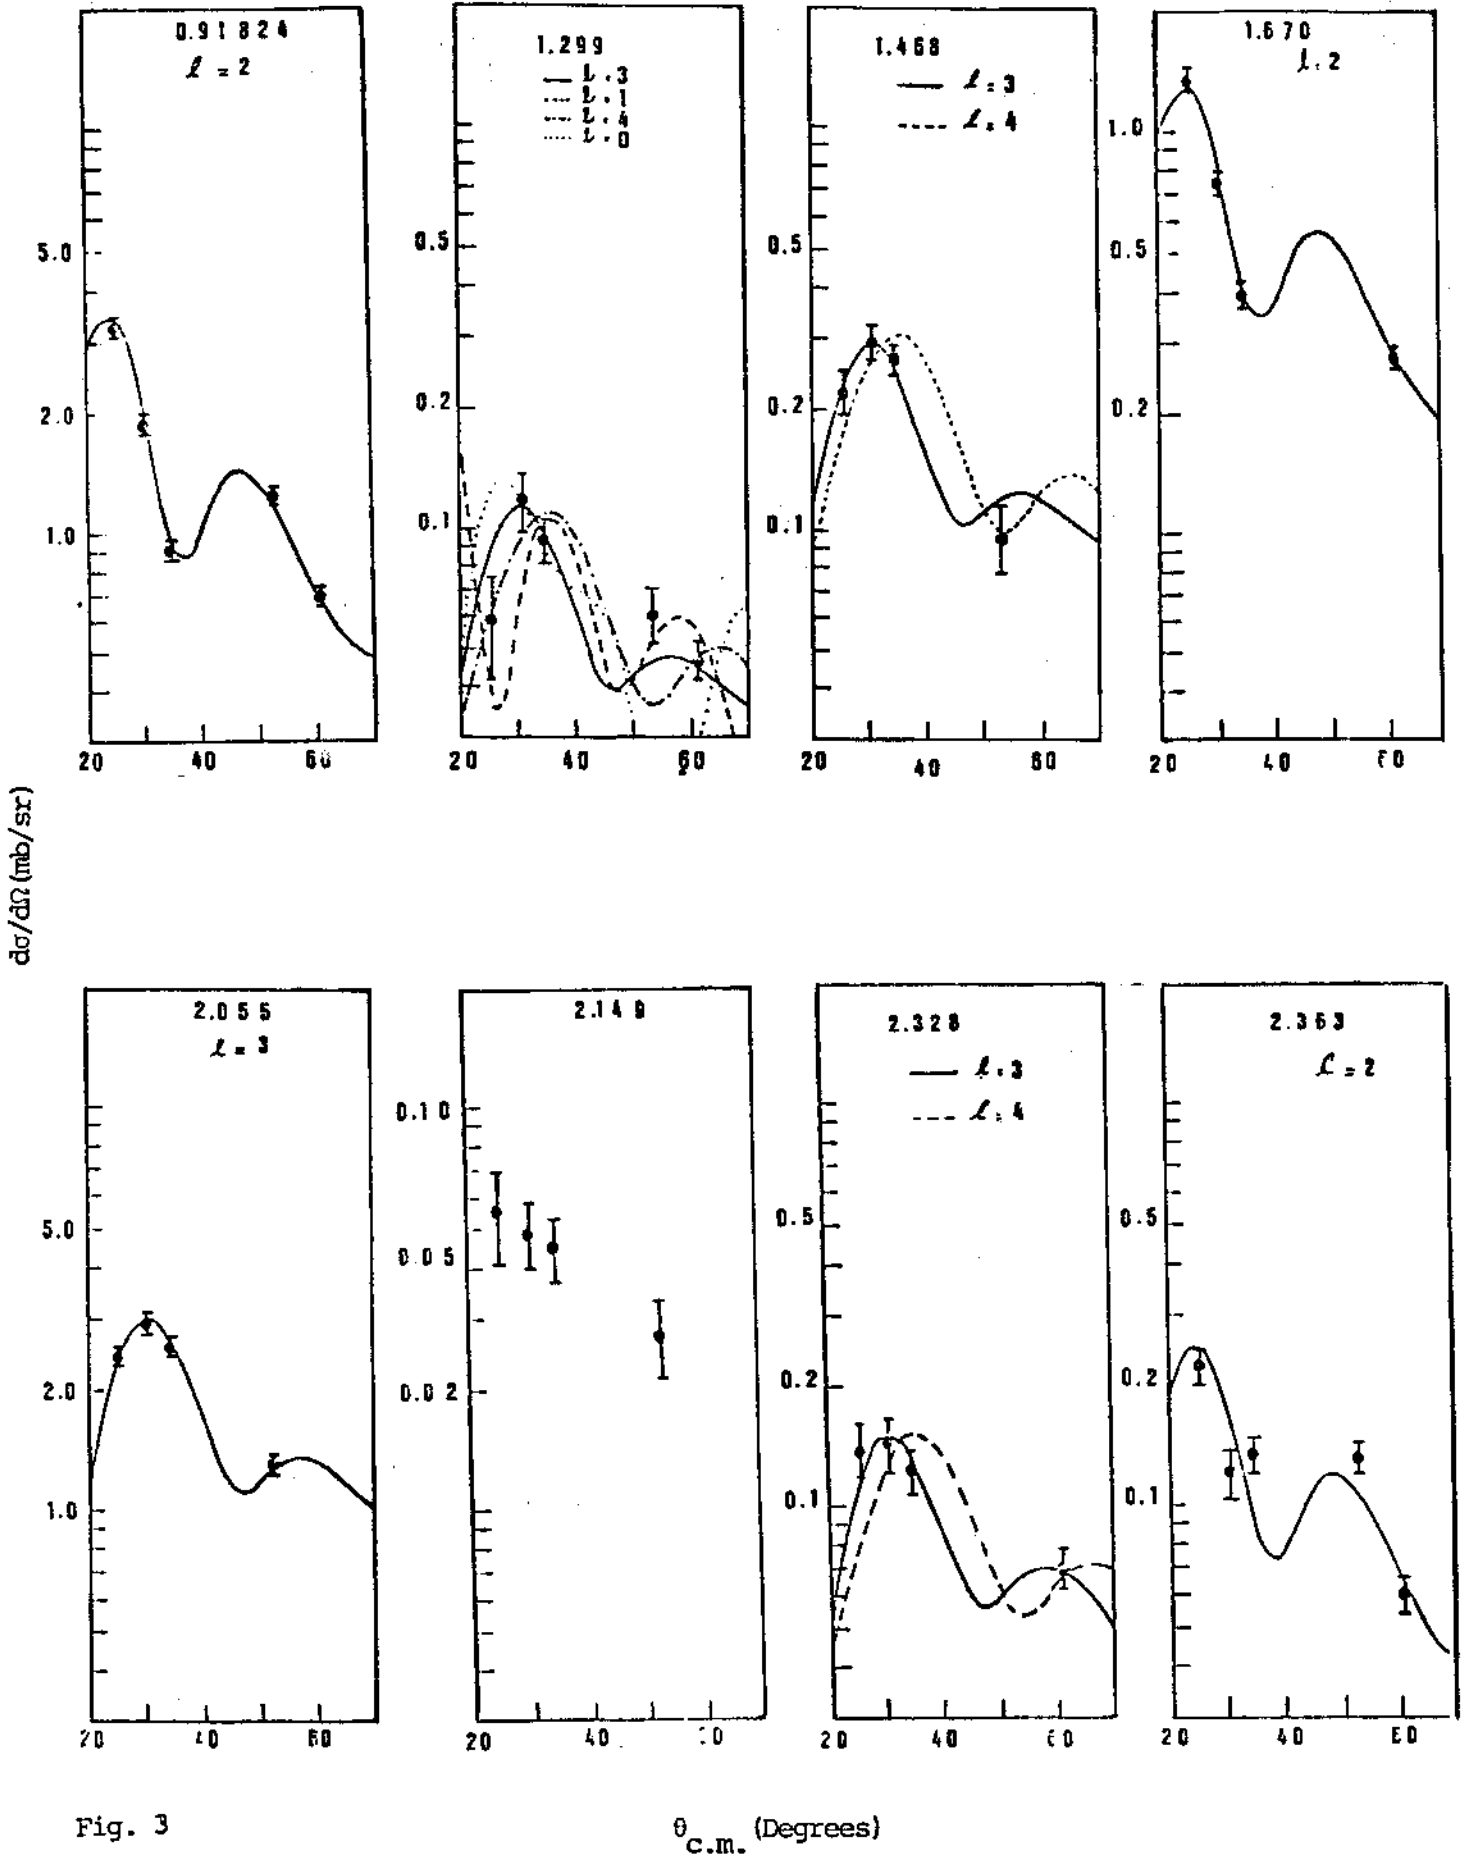 0.91824
ℓ = 2
5.0
2.0
1.0
20 40 60
1.299
L = 3
L = 1
L = 4
L = 0
0.5
0.2
0.1
20 40 60
1.468
ℓ = 3
ℓ = 4
0.5
0.2
0.1
20 40 60
1.670
ℓ = 2
1.0
0.5
0.2
20 40 60
dσ/dΩ(mb/sr)
2.055
ℓ = 3
5.0
2.0
1.0
20 40 60
2.149
0.10
0.05
0.02
20 40
2.328
ℓ = 3
ℓ = 4
0.5
0.2
0.1
20 40 60
2.363
ℓ = 2
0.5
0.2
0.1
20 40 60
Fig. 3
θc.m. (Degrees)